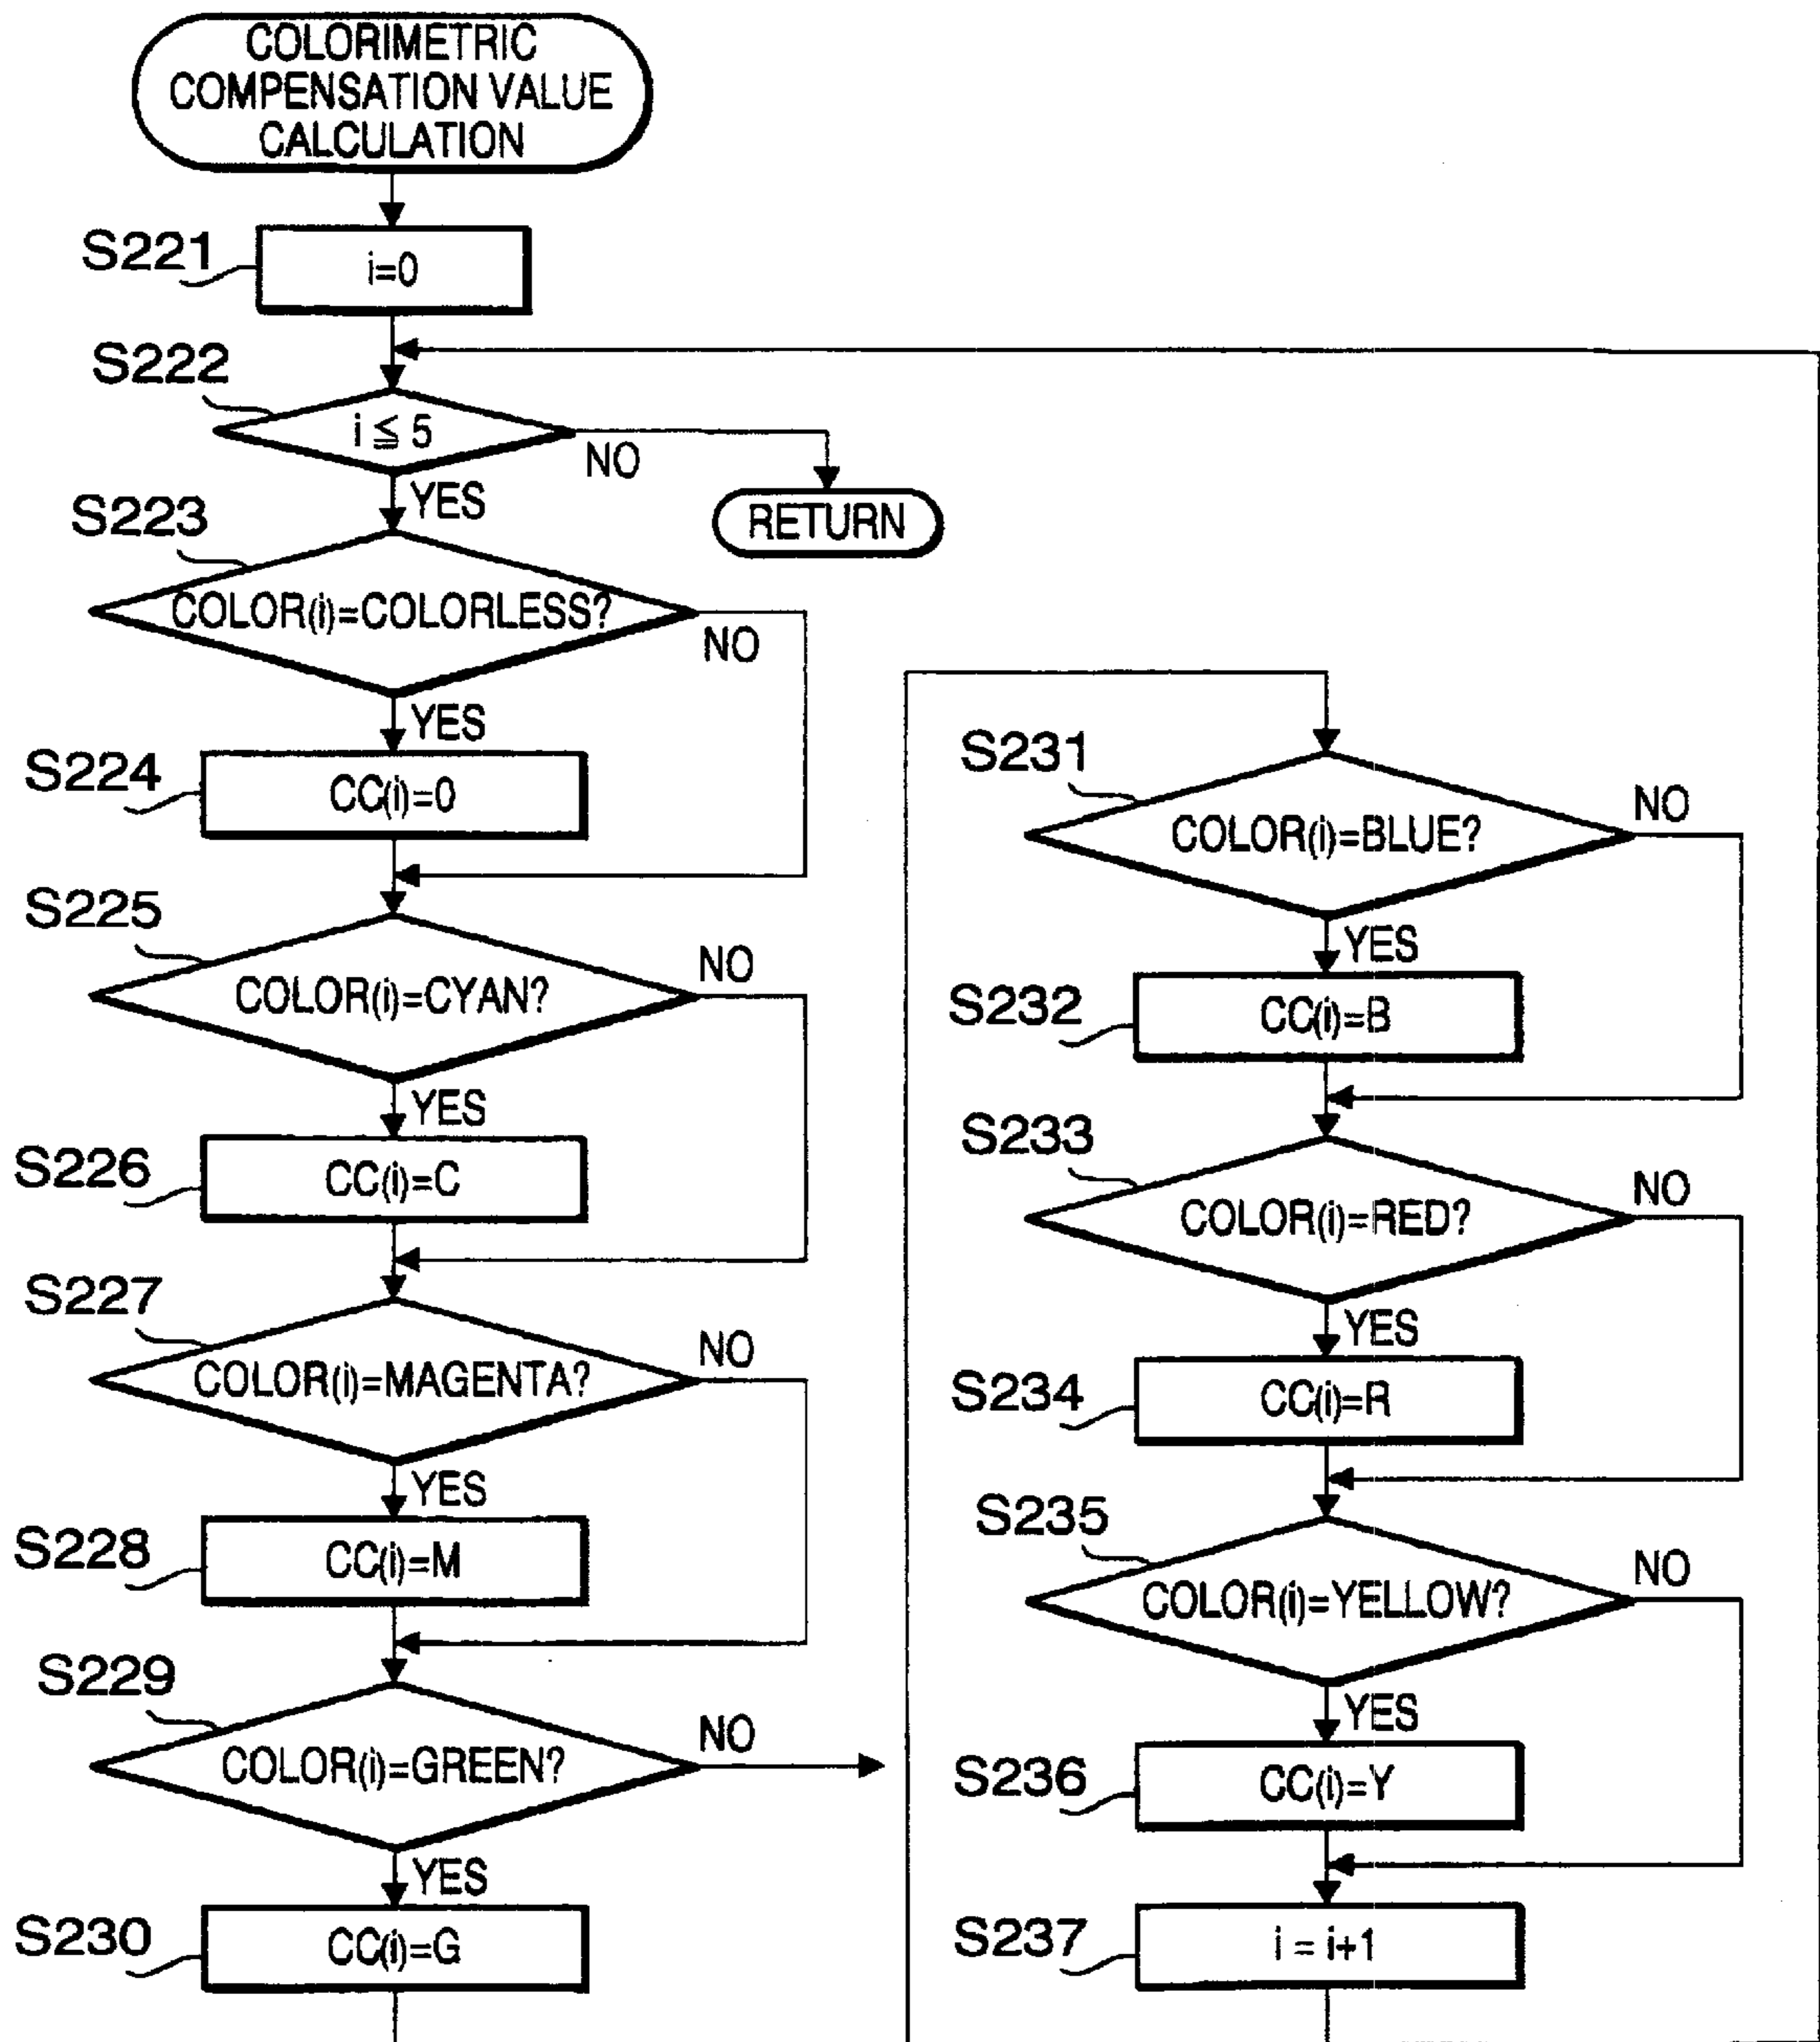 COLORIMETRIC
COMPENSATION VALUE
CALCULATION
S221
i=0
S222
i ≦ 5
NO
YES
RETURN
S223
COLOR(i)=COLORLESS?
NO
YES
S224
CC(i)=0
S225
COLOR(i)=CYAN?
NO
YES
S226
CC(i)=C
S227
COLOR(i)=MAGENTA?
NO
YES
S228
CC(i)=M
S229
COLOR(i)=GREEN?
NO
YES
S230
CC(i)=G
S231
COLOR(i)=BLUE?
NO
YES
S232
CC(i)=B
S233
COLOR(i)=RED?
NO
YES
S234
CC(i)=R
S235
COLOR(i)=YELLOW?
NO
YES
S236
CC(i)=Y
S237
i = i+1